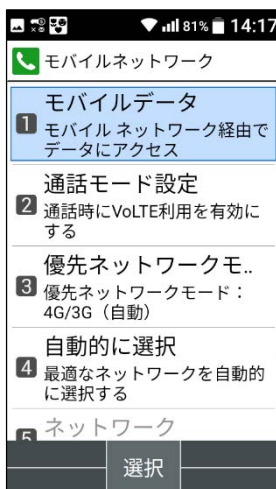 81% 14:17
モバイルネットワーク
モバイルデータ
1
モバイル ネットワーク経由で
データにアクセス
通話モード設定
2
通話時にVoLTE利用を有効に
する
優先ネットワークモ..
3
優先ネットワークモード：
4G/3G（自動）
自動的に選択
4
最適なネットワークを自動的
に選択する
ネットワーク
5
選択